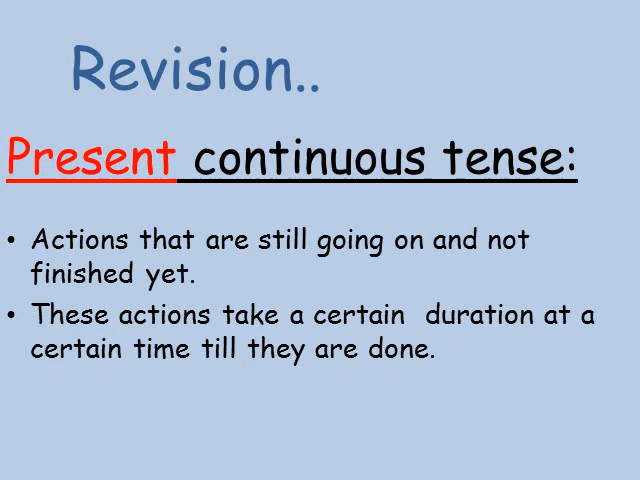 Revision..
Present continuous tense:
• Actions that are still going on and not
finished yet.
• These actions take a certain  duration at a
certain time till they are done.